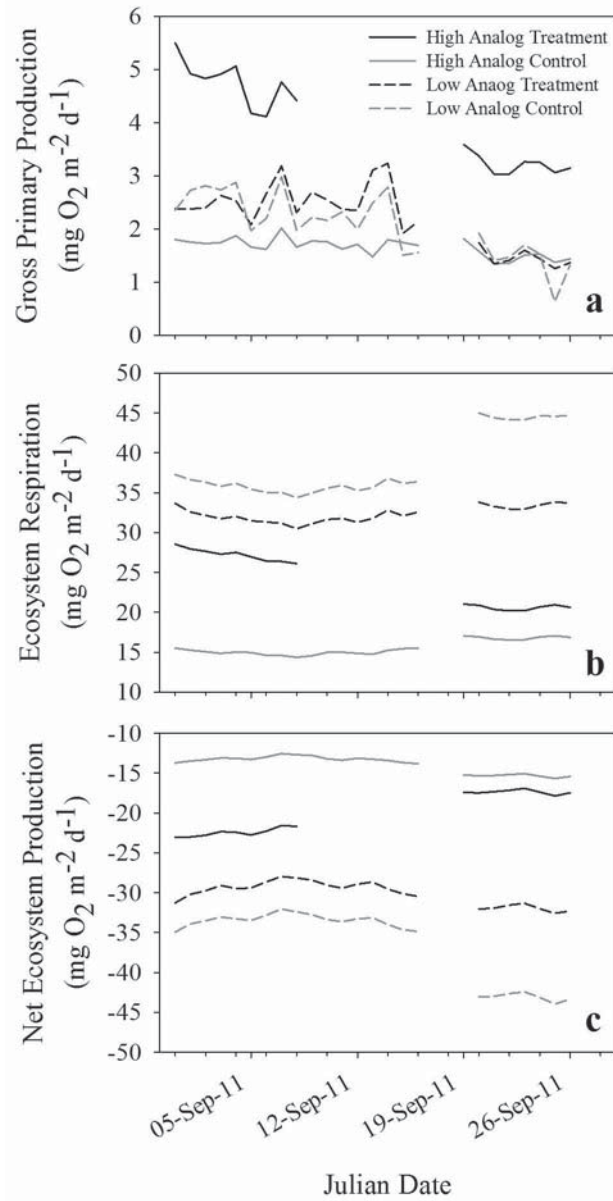 Gross Primary Production
(mg O2 m-2 d-1)
6
5
4
3
2
1
0
High Analog Treatment
High Analog Control
Low Anaog Treatment
Low Analog Control
a
Ecosystem Respiration
(mg O2 m-2 d-1)
50
45
40
35
30
25
20
15
10
b
Net Ecosystem Production
(mg O2 m-2 d-1)
-10
-15
-20
-25
-30
-35
-40
-45
-50
c
05-Sep-11
12-Sep-11
19-Sep-11
26-Sep-11
Julian Date